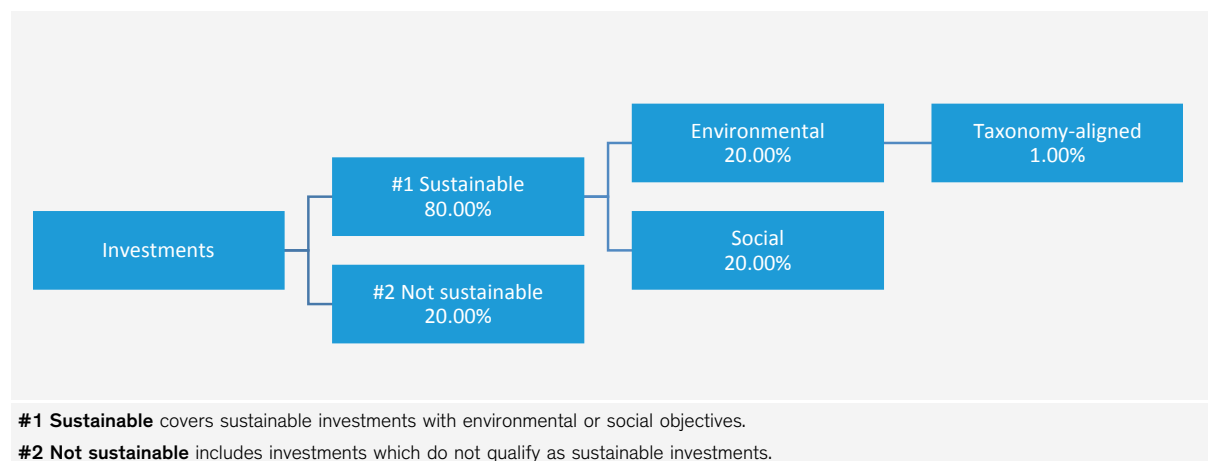 Investments
#1 Sustainable
80.00%
#2 Not sustainable
20.00%
Environmental
20.00%
Social
20.00%
Taxonomy-aligned
1.00%
#1 Sustainable covers sustainable investments with environmental or social objectives.
#2 Not sustainable includes investments which do not qualify as sustainable investments.